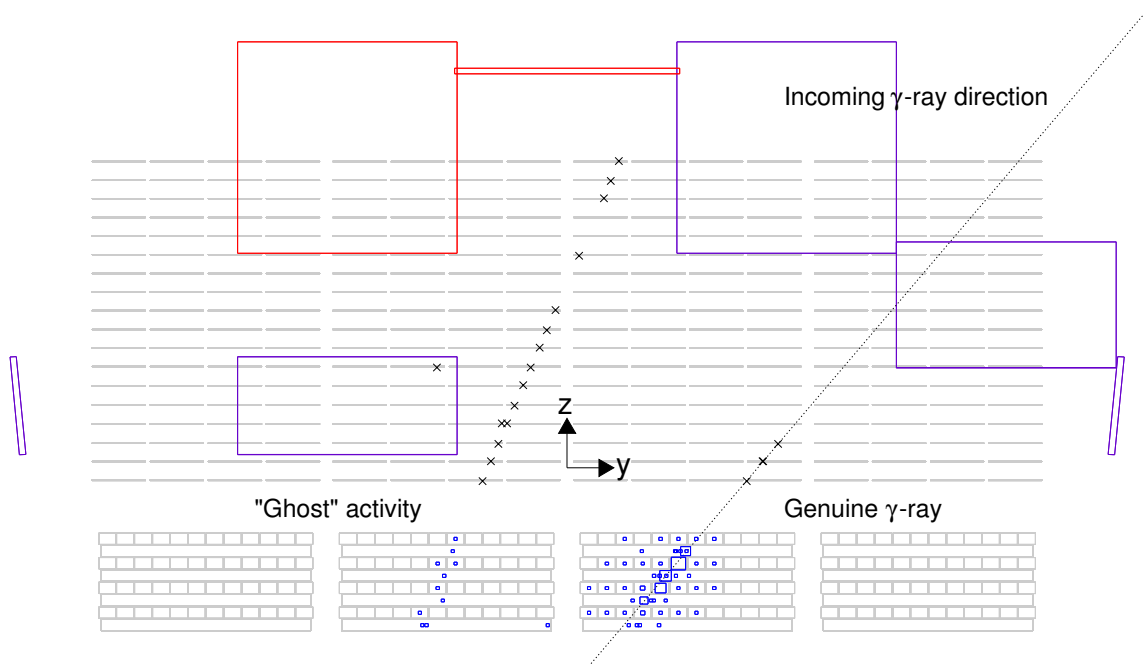 Incoming γ-ray direction
z
y
"Ghost" activity
Genuine γ-ray